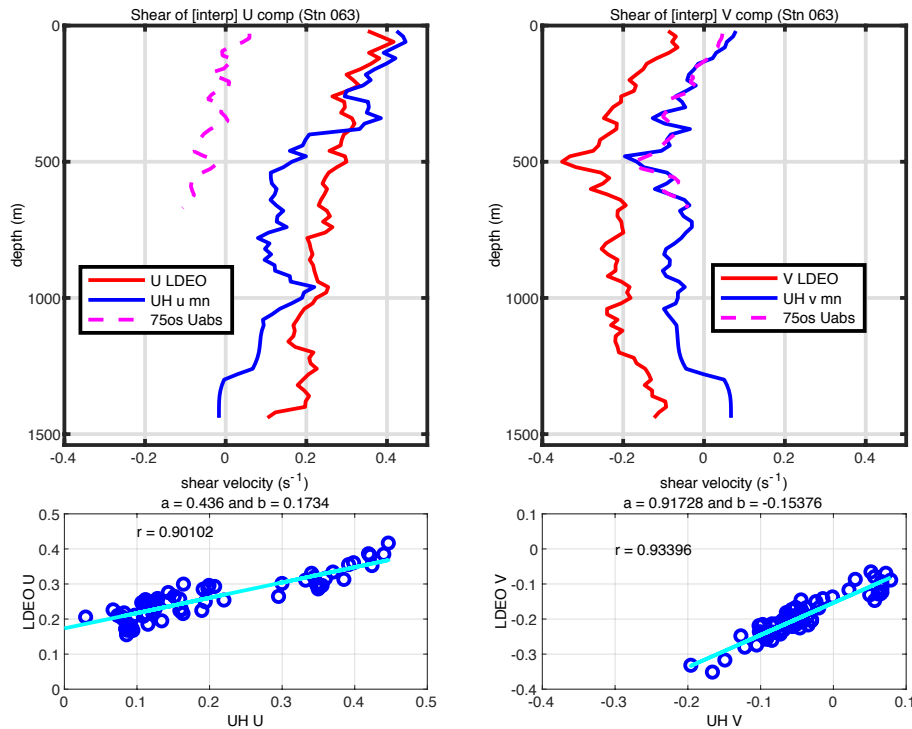 Shear of [interp] U comp (Stn 063)
0
500
1000
1500
depth (m)
U LDEO
UH u mn
75os Uabs
-0.4
-0.2
0
0.2
0.4
shear velocity (s-1)
Shear of [interp] V comp (Stn 063)
0
500
1000
1500
depth (m)
V LDEO
UH v mn
75os Uabs
-0.4
-0.2
0
0.2
0.4
shear velocity (s-1)
a = 0.436 and b = 0.1734
r = 0.90102
0.5
0.4
0.3
0.2
0.1
0
LDEO U
0
0.1
0.2
0.3
0.4
0.5
UH U
a = 0.91728 and b = -0.15376
r = 0.93396
0.1
0
-0.1
-0.2
-0.3
-0.4
LDEO V
-0.4
-0.3
-0.2
-0.1
0
0.1
UH V